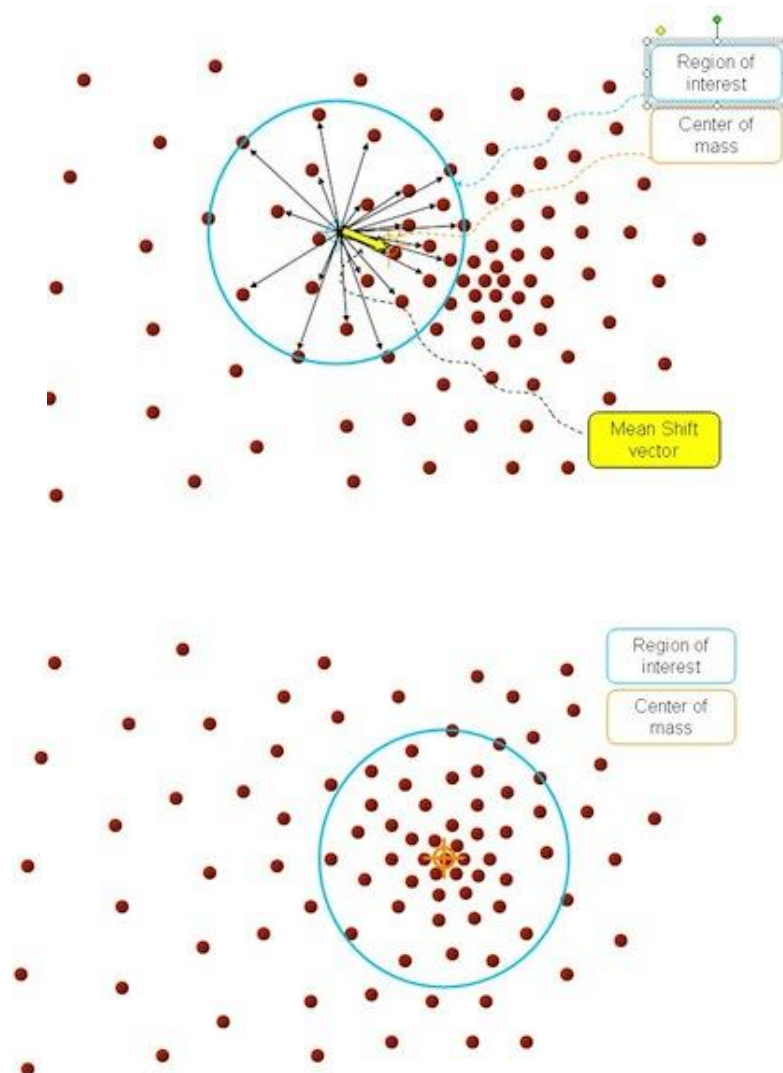 Region of
interest
Center of
mass
Mean Shift
vector
Region of
interest
Center of
mass